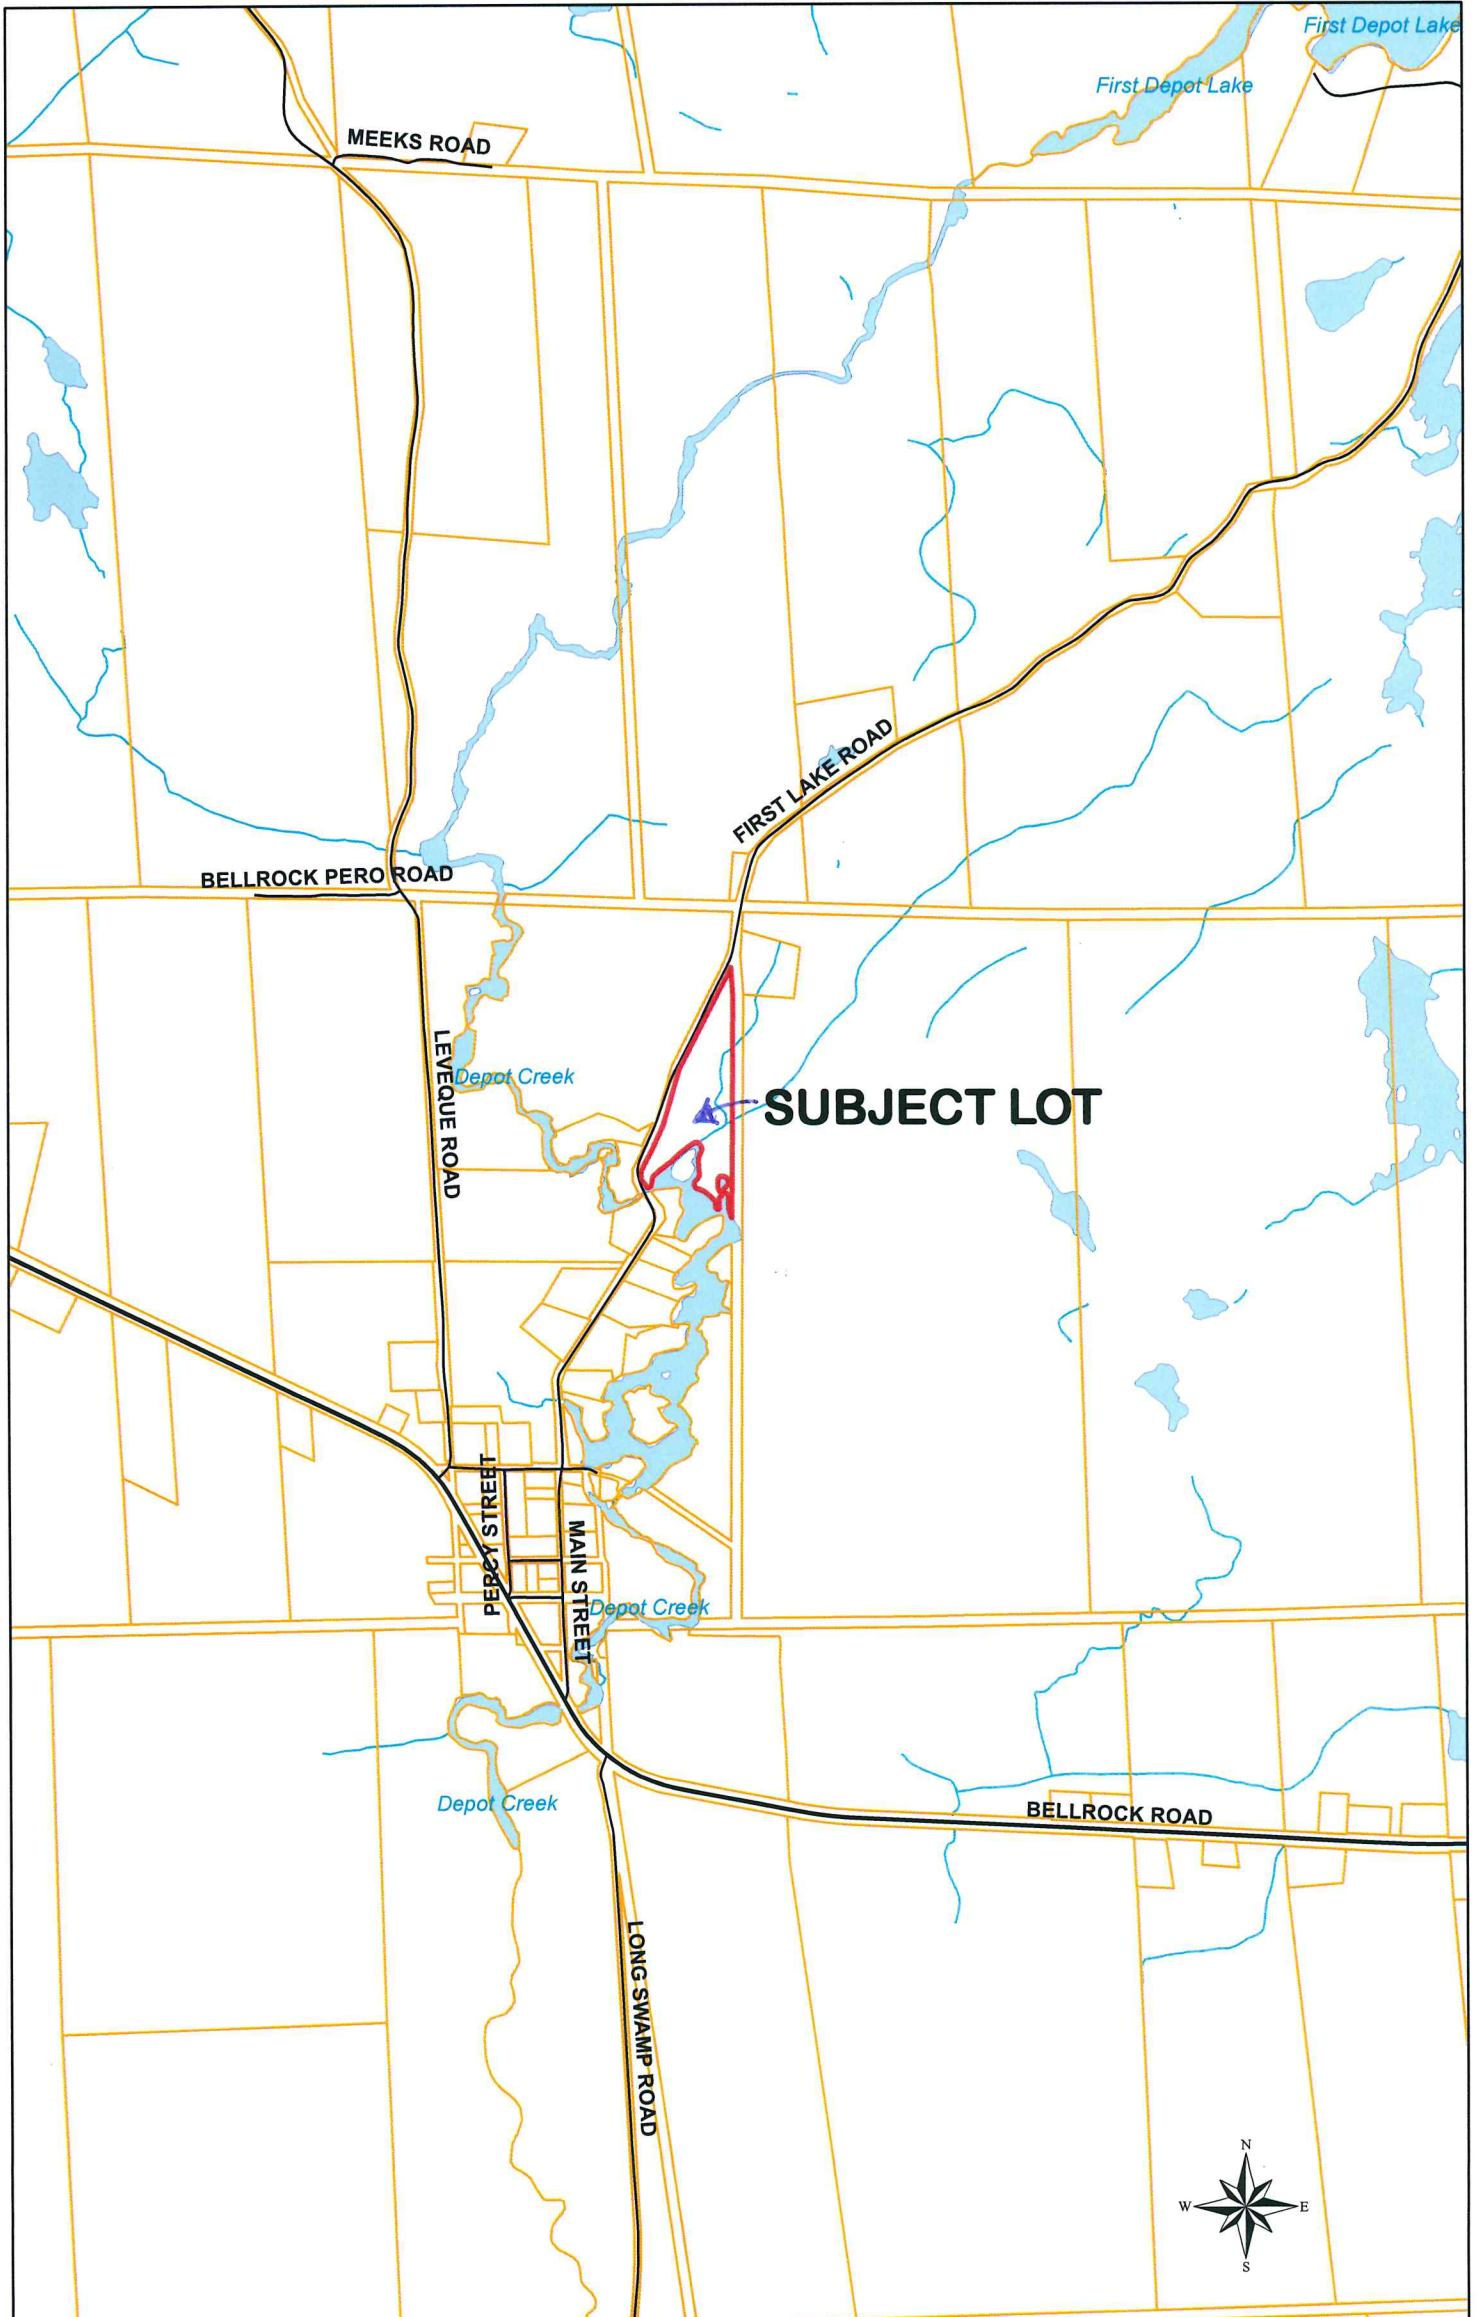 First Depot Lake
First Depot Lake
MEEKS ROAD
FIRST LAKE ROAD
BELLROCK PERO ROAD
LEVEQUE ROAD
Depot Creek
SUBJECT LOT
PERCY STREET
MAIN STREET
Depot Creek
Depot Creek
BELLROCK ROAD
LONG SWAMP ROAD
N
W
E
S